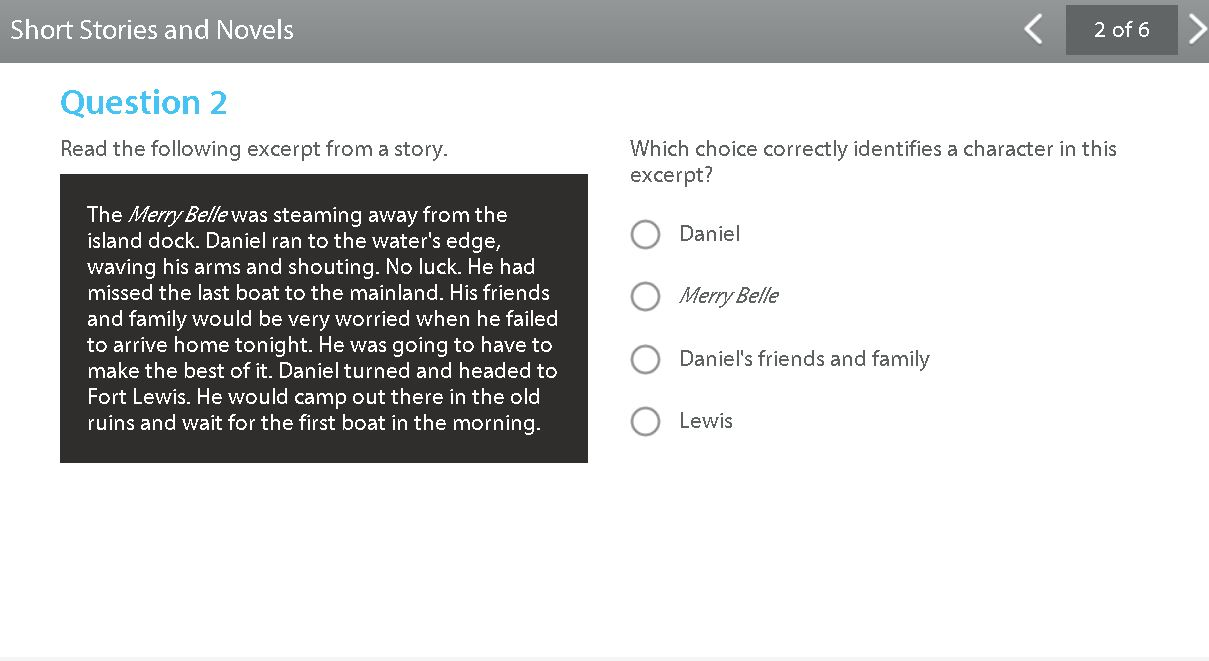 Short Stories and Novels
2 of 6
Question 2
Read the following excerpt from a story.
The Merry Belle was steaming away from the
island dock. Daniel ran to the water's edge,
waving his arms and shouting. No luck. He had
missed the last boat to the mainland. His friends
and family would be very worried when he failed
to arrive home tonight. He was going to have to
make the best of it. Daniel turned and headed to
Fort Lewis. He would camp out there in the old
ruins and wait for the first boat in the morning.
Which choice correctly identifies a character in this
excerpt?
Daniel
Merry Belle
Daniel's friends and family
Lewis